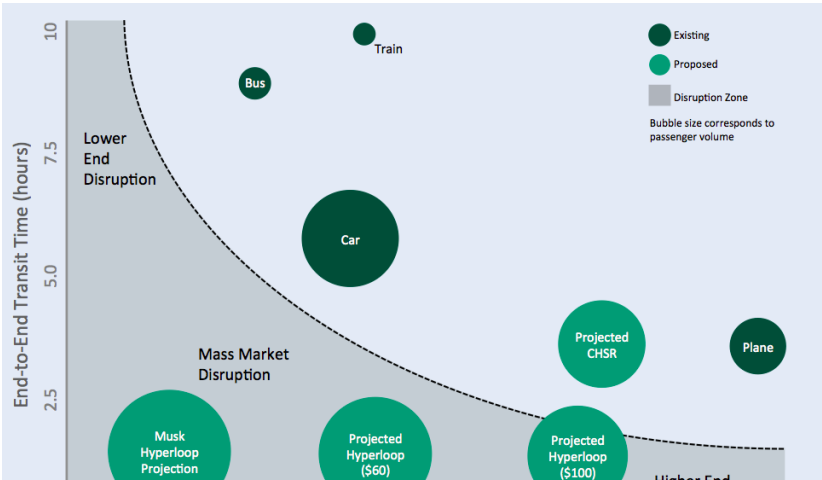 10
Train
Existing
Proposed
Disruption Zone
Bubble size corresponds to
passenger volume
Bus
7.5
Lower
End
Disruption
Car
End-to-End Transit Time (hours)
5.0
Projected
CHSR
Plane
Mass Market
Disruption
2.5
Musk
Hyperloop
Projection
Projected
Hyperloop
($60)
Projected
Hyperloop
($100)
Higher End